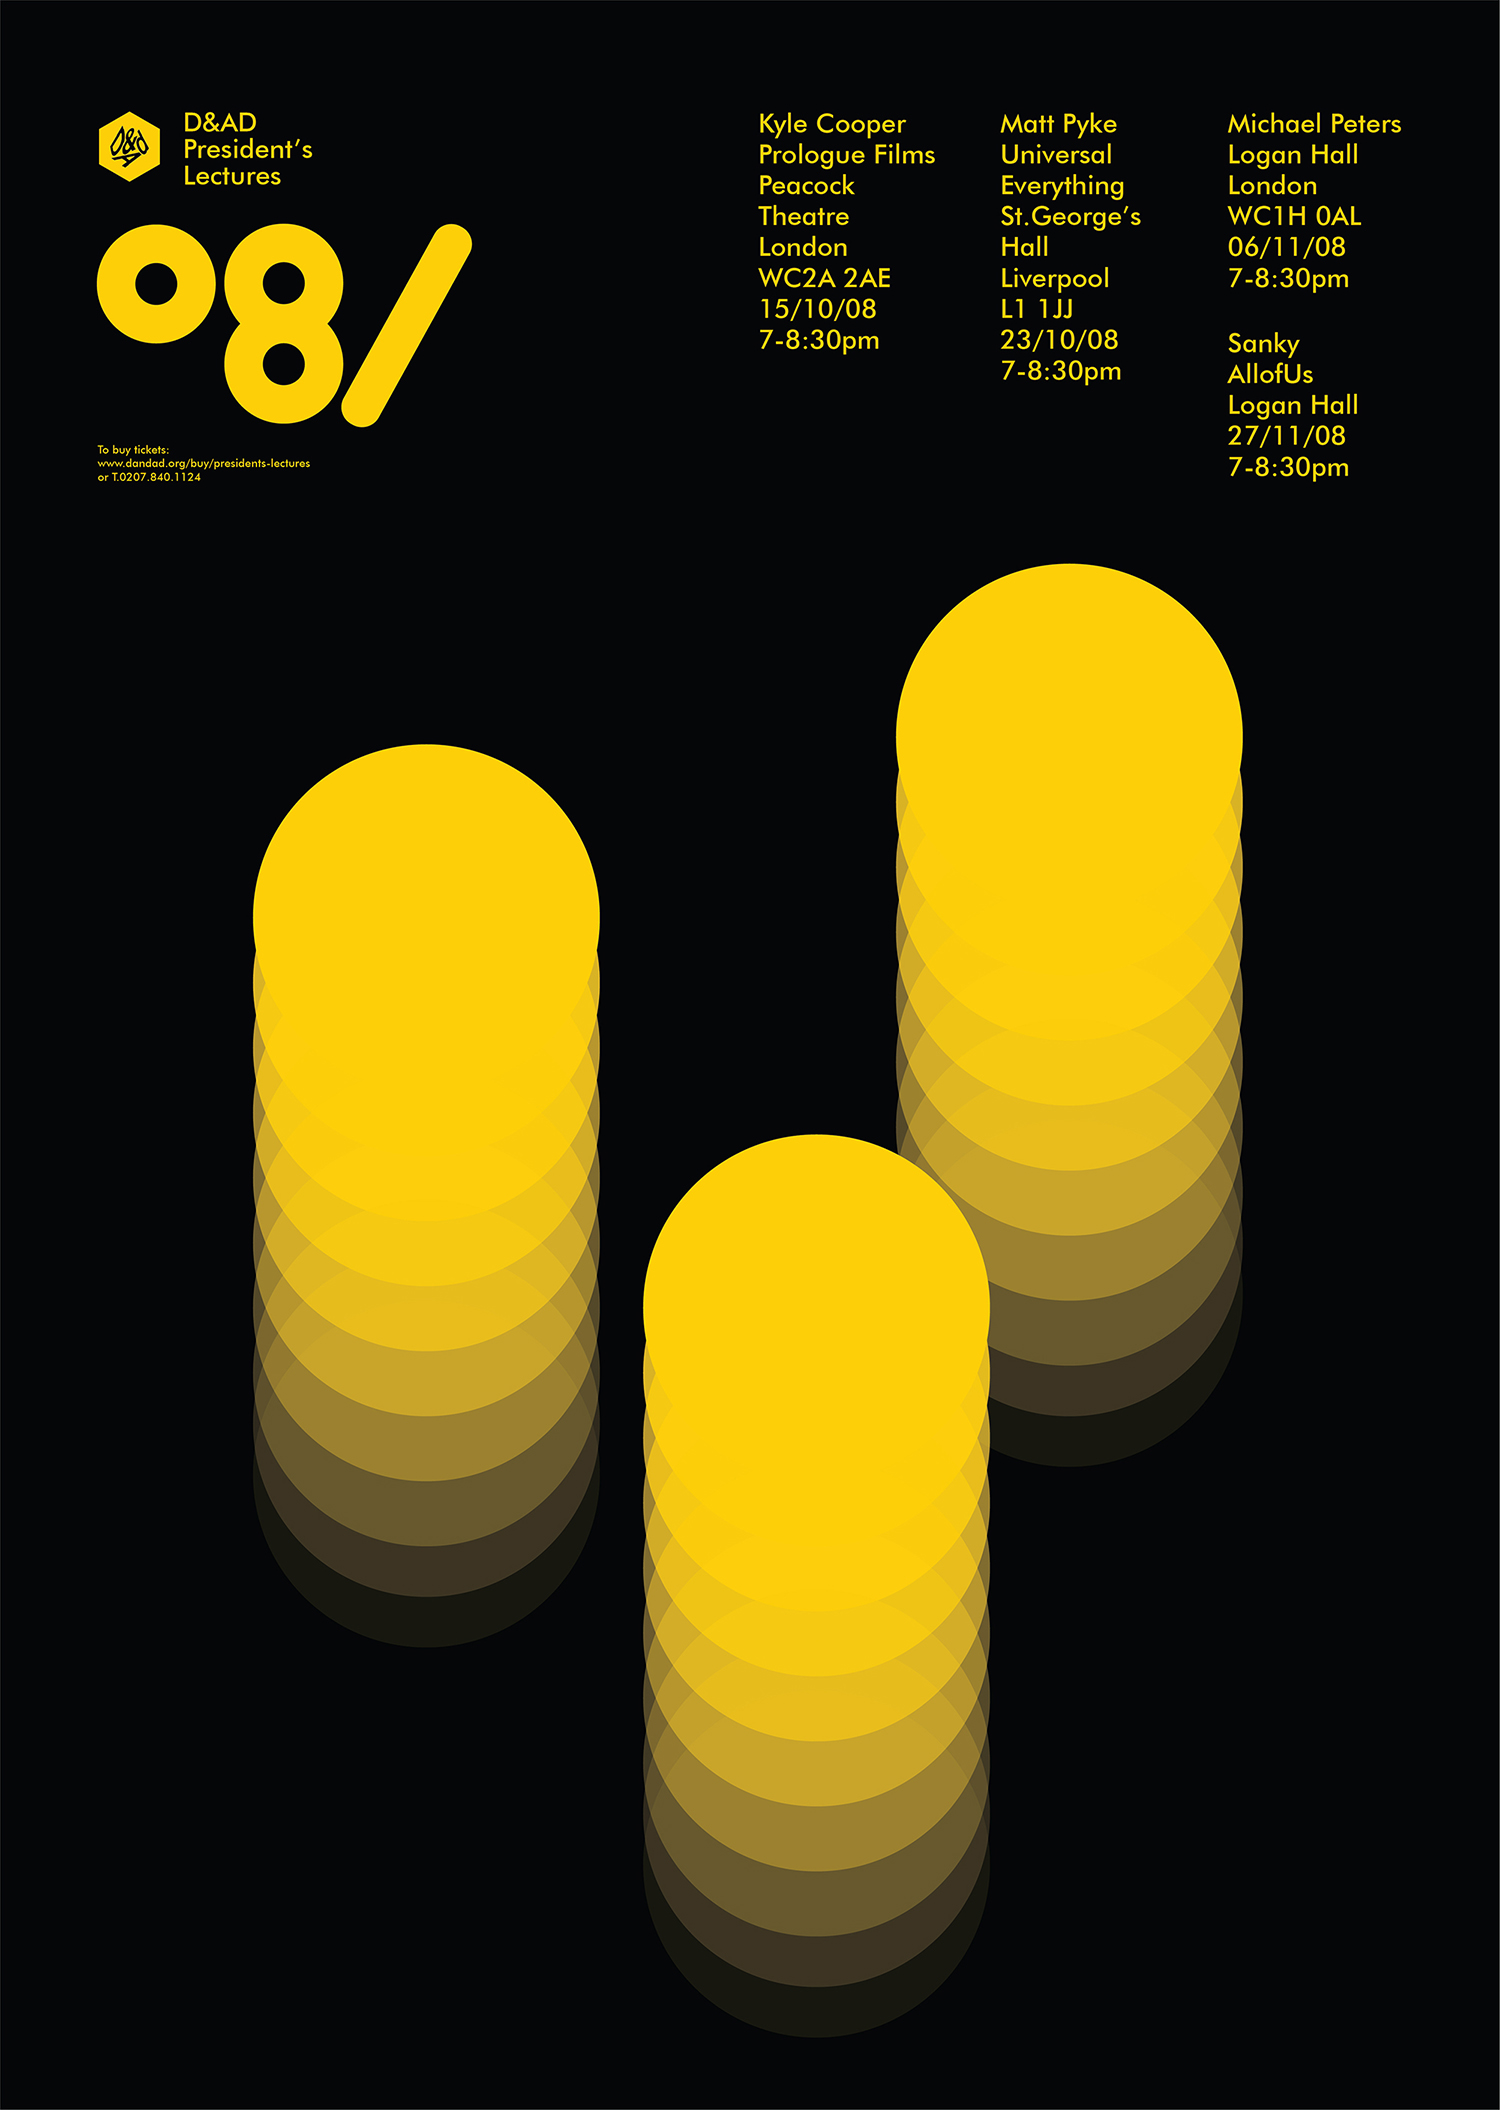 D&AD
D&AD
President's
Lectures
08/
To buy tickets:
www.dandad.org/buy/presidents-lectures
or T.0207.840.1124
Kyle Cooper
Prologue Films
Peacock
Theatre
London
WC2A 2AE
15/10/08
7-8:30pm
Matt Pyke
Universal
Everything
St.George's
Hall
Liverpool
L1 1JJ
23/10/08
7-8:30pm
Michael Peters
Logan Hall
London
WC1H 0AL
06/11/08
7-8:30pm
Sanky
AllofUs
Logan Hall
27/11/08
7-8:30pm